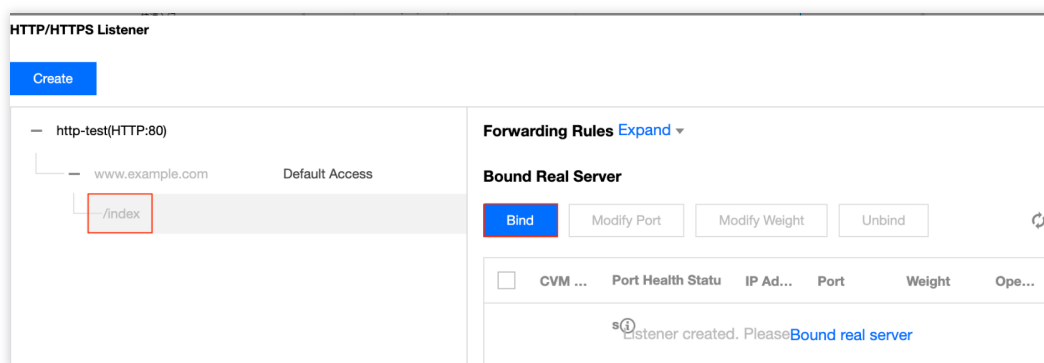 HTTP/HTTPS Listener
Create
http-test(HTTP:80)
www.example.com Default Access
/index
Forwarding Rules Expand
Bound Real Server
Bind Modify Port Modify Weight Unbind
CVM ... Port Health Statu IP Ad... Port Weight Ope...
s
Listener created. Please Bound real server